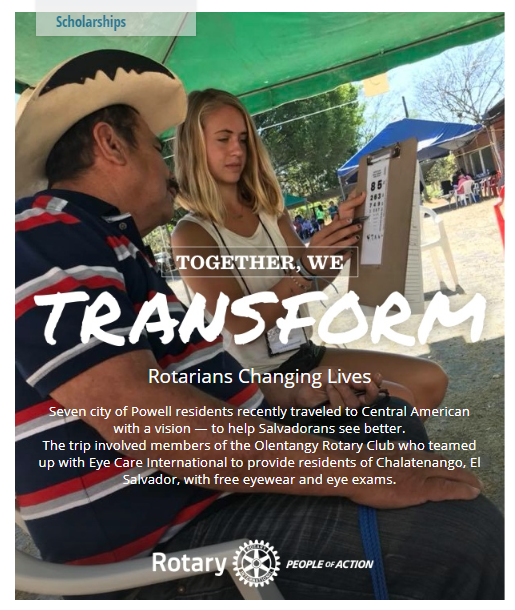 Scholarships
TOGETHER, WE
TRANSFORM
Rotarians Changing Lives
Seven city of Powell residents recently traveled to Central American
with a vision — to help Salvadorans see better.
The trip involved members of the Olentangy Rotary Club who teamed
up with Eye Care International to provide residents of Chalatenango, El
Salvador, with free eyewear and eye exams.
Rotary
PEOPLE OF ACTION